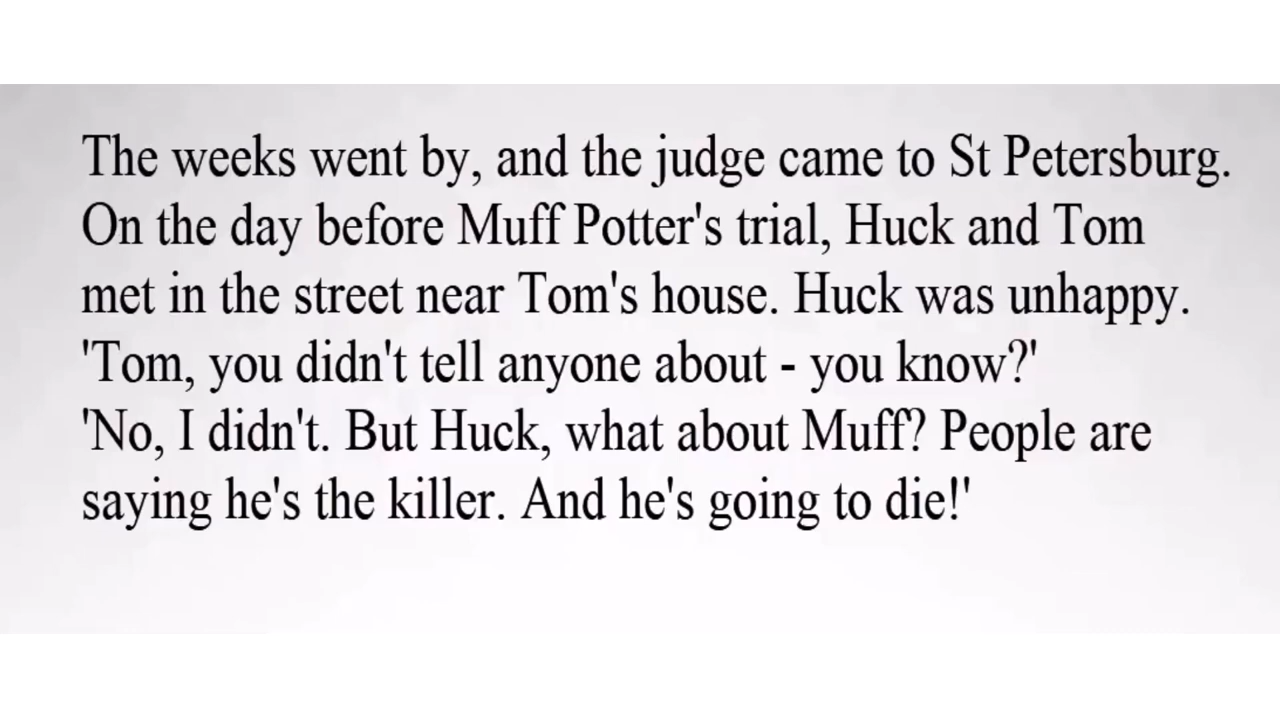 The weeks went by, and the judge came to St Petersburg.
On the day before Muff Potter's trial, Huck and Tom
met in the street near Tom's house. Huck was unhappy.
'Tom, you didn't tell anyone about - you know?'
'No, I didn't. But Huck, what about Muff? People are
saying he's the killer. And he's going to die!'